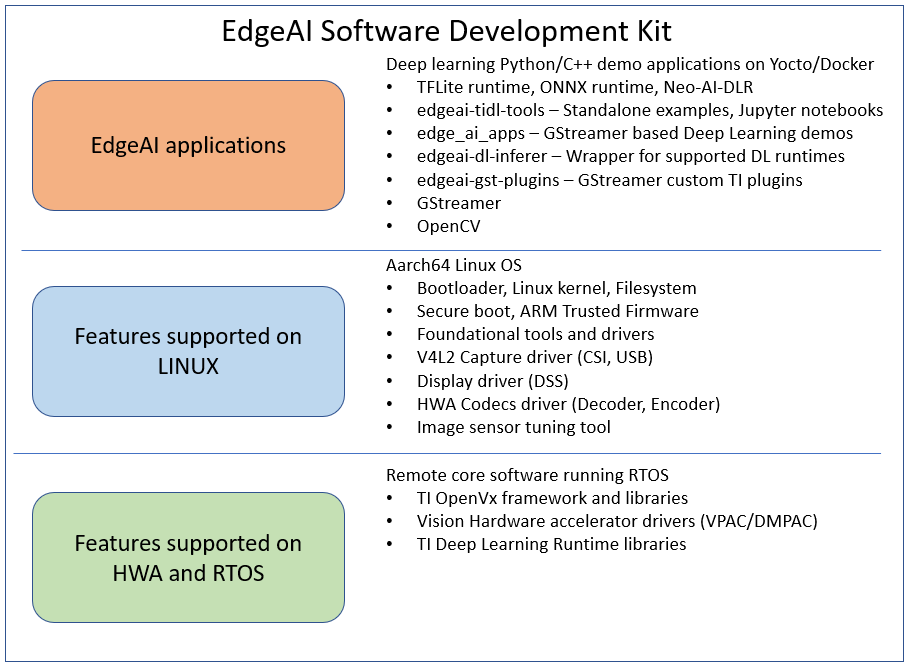 EdgeAI Software Development Kit
EdgeAI applications
Deep learning Python/C++ demo applications on Yocto/Docker
• TFLite runtime, ONNX runtime, Neo-AI-DLR
• edgeai-tidl-tools – Standalone examples, Jupyter notebooks
• edge_ai_apps – GStreamer based Deep Learning demos
• edgeai-dl-inferer – Wrapper for supported DL runtimes
• edgeai-gst-plugins – GStreamer custom TI plugins
• GStreamer
• OpenCV
Features supported on
LINUX
Aarch64 Linux OS
• Bootloader, Linux kernel, Filesystem
• Secure boot, ARM Trusted Firmware
• Foundational tools and drivers
• V4L2 Capture driver (CSI, USB)
• Display driver (DSS)
• HWA Codecs driver (Decoder, Encoder)
• Image sensor tuning tool
Features supported on
HWA and RTOS
Remote core software running RTOS
• TI OpenVx framework and libraries
• Vision Hardware accelerator drivers (VPAC/DMPAC)
• TI Deep Learning Runtime libraries